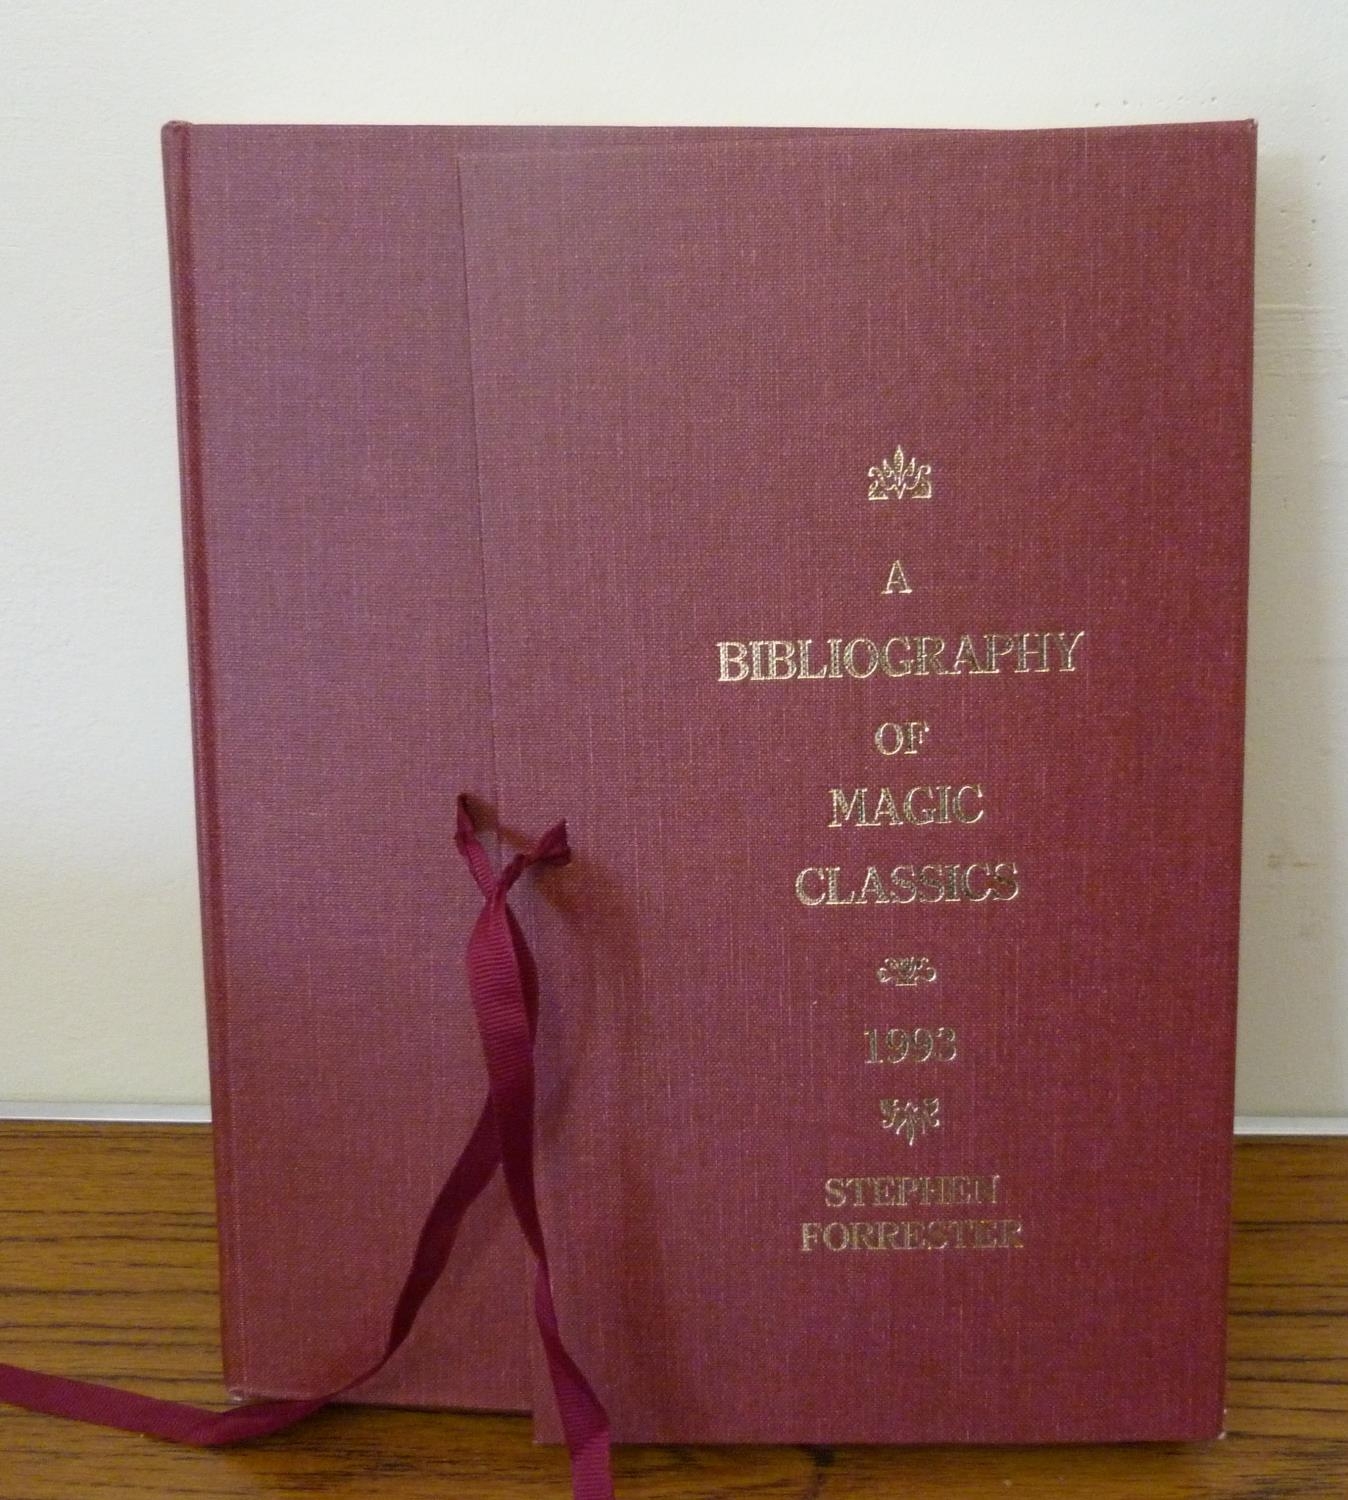 A
BIBLIOGRAPHY
OF
MAGIC
CLASSICS
1993
STEPHEN
FORRESTER